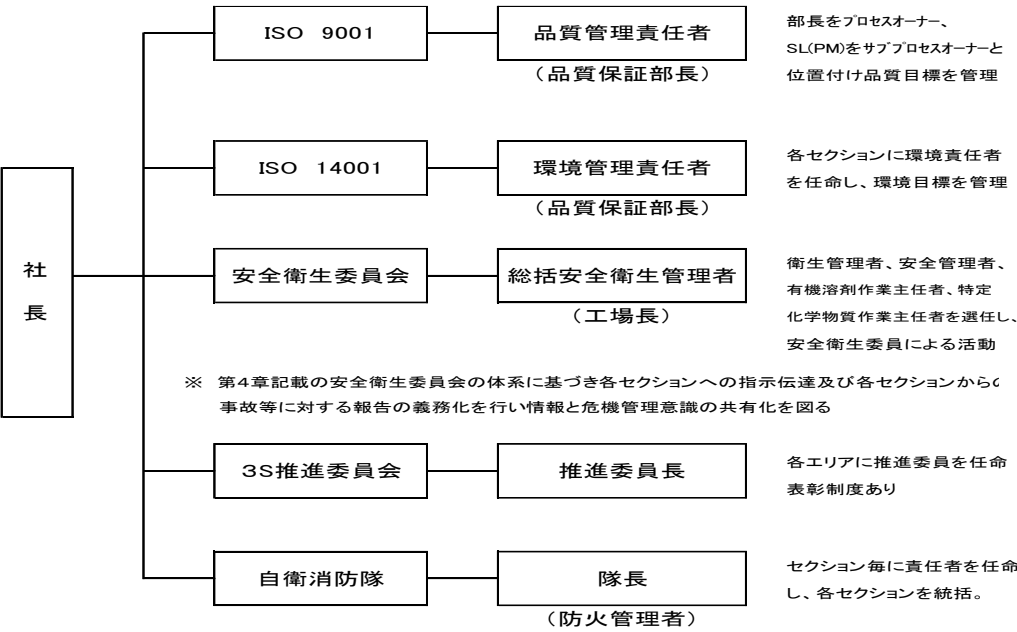 社
長
ISO 9001
品質管理責任者
(品質保証部長)
部長をプロセスオーナー、
SL(PM)をサブプロセスオーナーと
位置付け品質目標を管理
ISO 14001
環境管理責任者
(品質保証部長)
各セクションに環境責任者
を任命し、環境目標を管理
安全衛生委員会
総括安全衛生管理者
(工場長)
衛生管理者、安全管理者、
有機溶剤作業主任者、特定
化学物質作業主任者を選任し、
安全衛生委員による活動
※ 第4章記載の安全衛生委員会の体系に基づき各セクションへの指示伝達及び各セクションから
事故等に対する報告の義務化を行い情報と危機管理意識の共有化を図る
3S推進委員会
推進委員長
各エリアに推進委員を任命
表彰制度あり
自衛消防隊
隊長
(防火管理者)
セクション毎に責任者を任命
し、各セクションを統括。